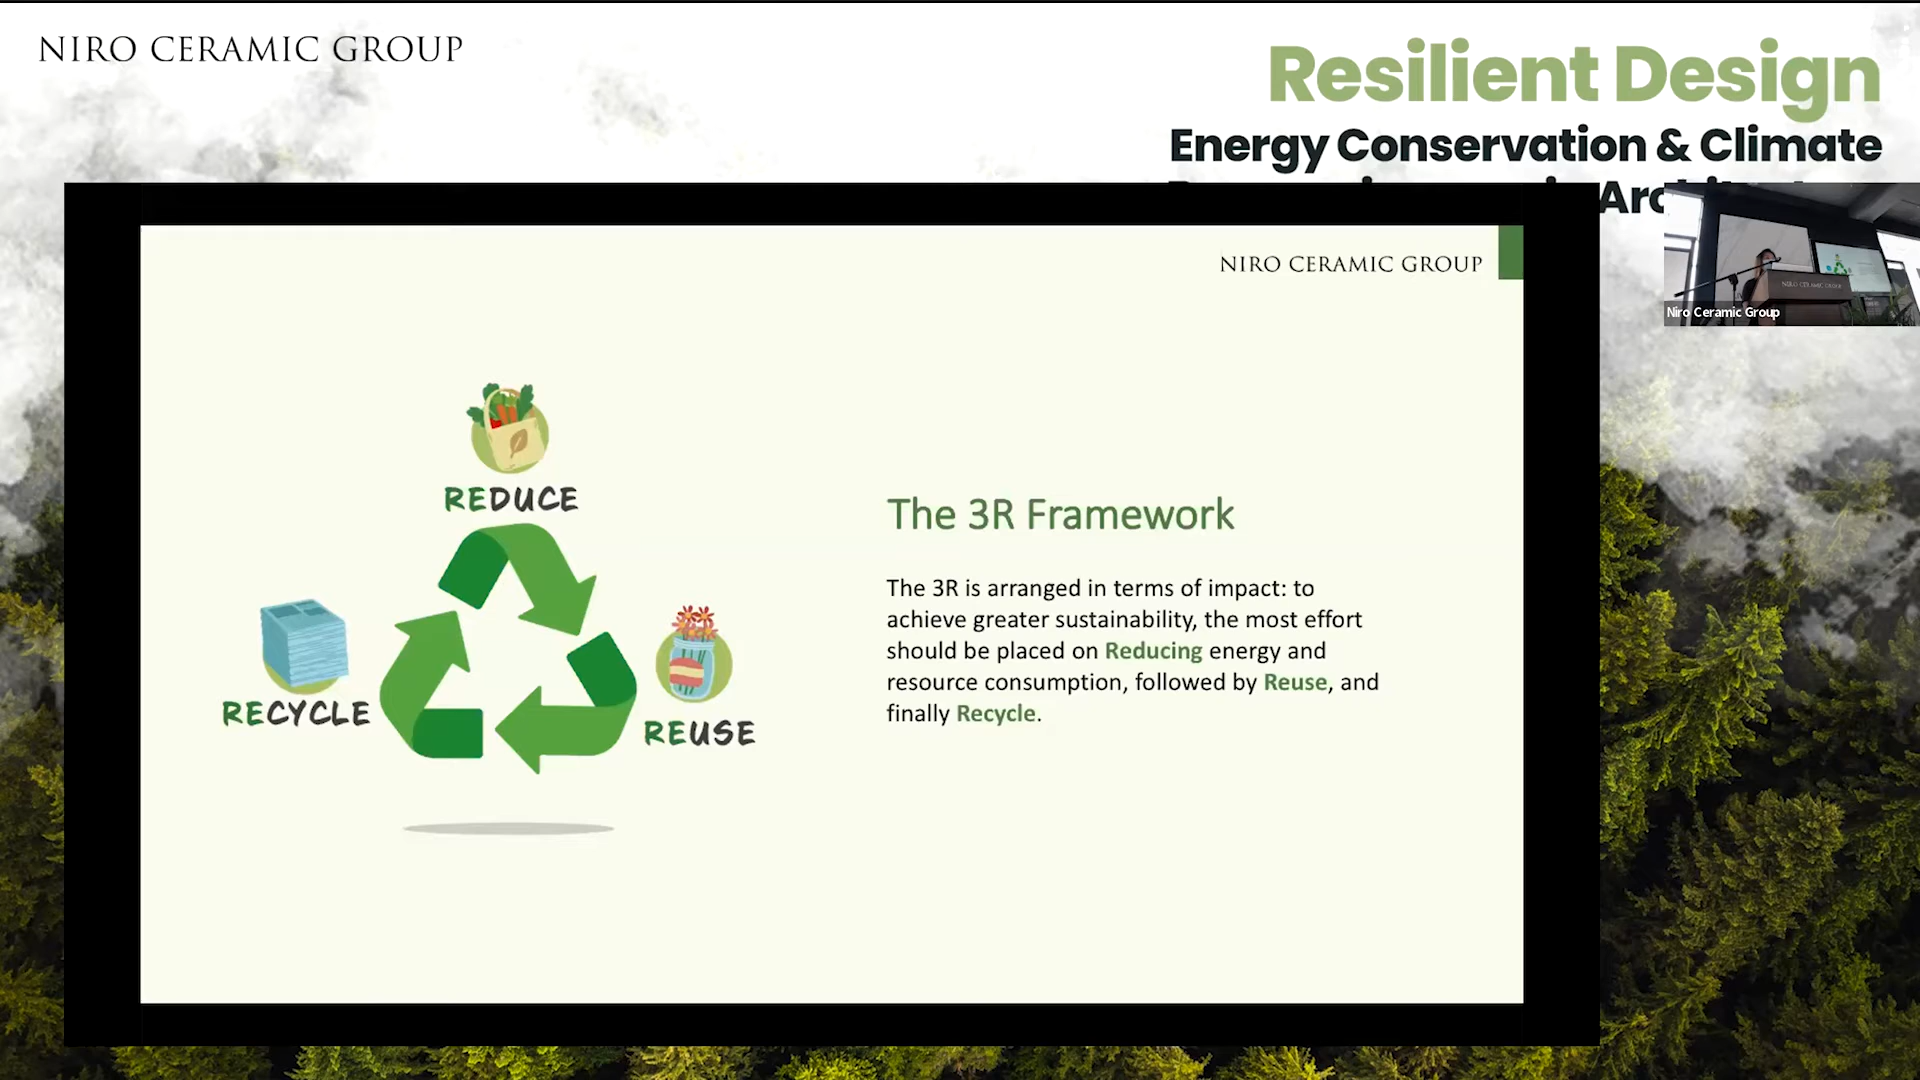 NIRO CERAMIC GROUP
Resilient Design
Energy Conservation & Climate
NIRO CERAMIC GROUP
Niro Ceramic Group
REDUCE
RECYCLE
REUSE
The 3R Framework
The 3R is arranged in terms of impact: to
achieve greater sustainability, the most effort
should be placed on Reducing energy and
resource consumption, followed by Reuse, and
finally Recycle.